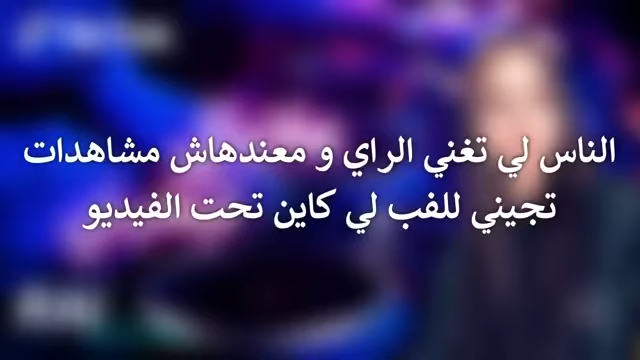 الناس لي تغني الراي و معندهاش مشاهدات
تجيني للفب لي كاين تحت الفيديو